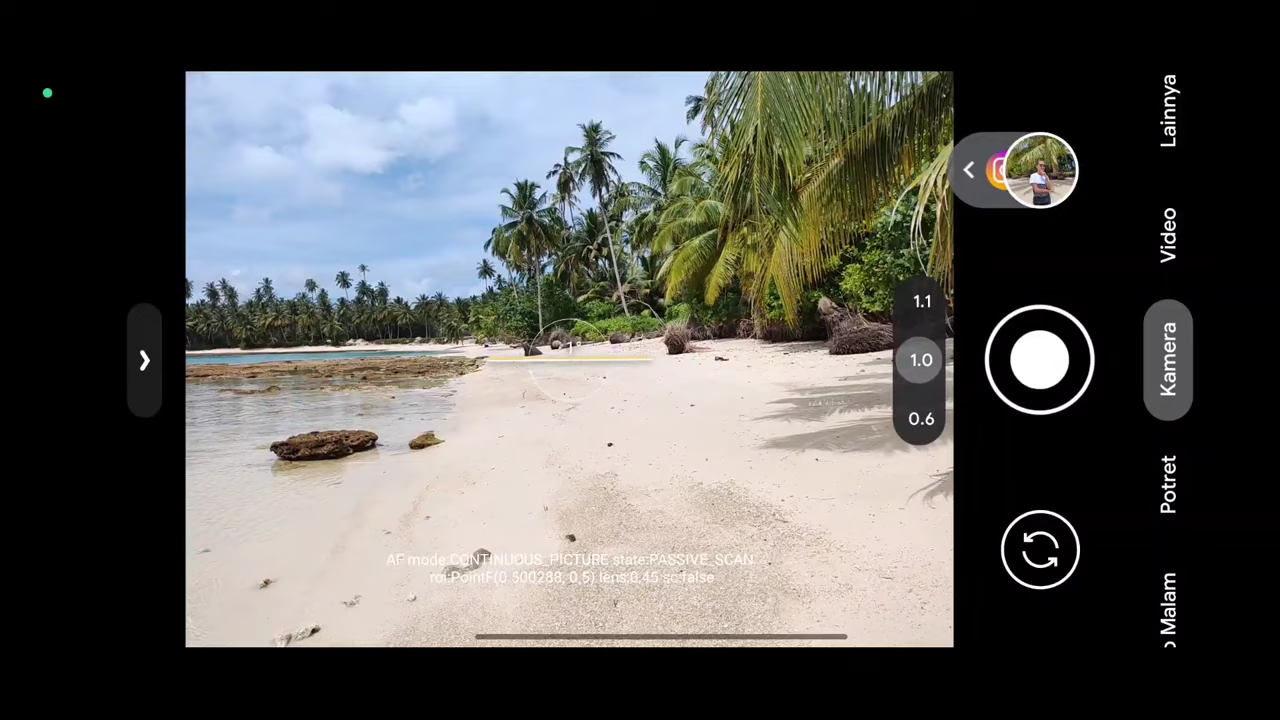 Lainnya
Video
Kamera
Potret
Malam
1.1
1.0
0.6
AF mode:CONTINUOUS_PICTURE state:PASSIVE_SCAN
roi:PointF(0.500288, 0.5) lens:0.45 sc:false